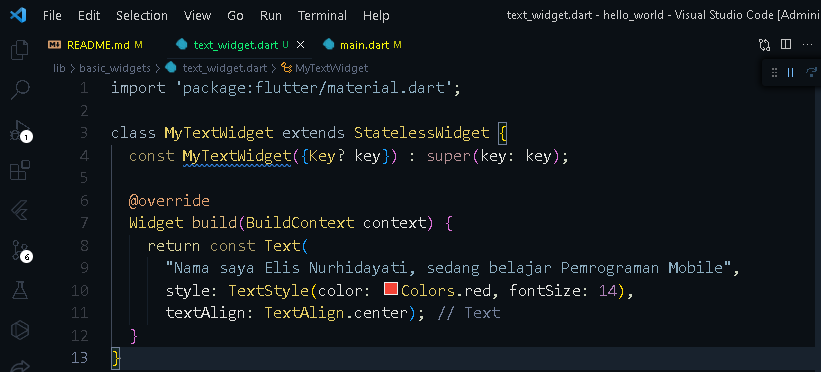 File Edit Selection View Go Run Terminal Help text_widget.dart - hello_world - Visual Studio Code [Admini
README.md M text_widget.dart U main.dart M
lib > basic_widgets > text_widget.dart > MyTextWidget
1 import 'package:flutter/material.dart';
2
3 class MyTextWidget extends StatelessWidget {
4 const MyTextWidget({Key? key}) : super(key: key);
5
6 @override
7 Widget build(BuildContext context) {
8 return const Text(
9 "Nama saya Elis Nurhidayati, sedang belajar Pemrograman Mobile",
10 style: TextStyle(color: Colors.red, fontSize: 14),
11 textAlign: TextAlign.center); // Text
12 }
13 }
1
6